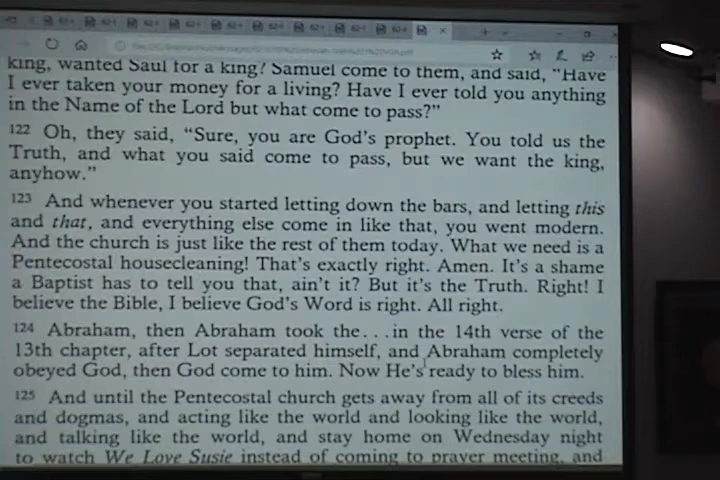 king, wanted Saul for a king? Samuel come to them, and said, "Have
I ever taken your money for a living? Have I ever told you anything
in the Name of the Lord but what come to pass?"
122 Oh, they said, "Sure, you are God's prophet. You told us the
Truth, and what you said come to pass, but we want the king,
anyhow."
123 And whenever you started letting down the bars, and letting this
and that, and everything else come in like that, you went modern.
And the church is just like the rest of them today. What we need is a
Pentecostal housecleaning! That's exactly right. Amen. It's a shame
a Baptist has to tell you that, ain't it? But it's the Truth. Right! I
believe the Bible, I believe God's Word is right. All right.
124 Abraham, then Abraham took the. . . in the 14th verse of the
13th chapter, after Lot separated himself, and Abraham completely
obeyed God, then God come to him. Now He's ready to bless him.
125 And until the Pentecostal church gets away from all of its creeds
and dogmas, and acting like the world and looking like the world,
and talking like the world, and stay home on Wednesday night
to watch We Love Susie instead of coming to prayer meeting, and